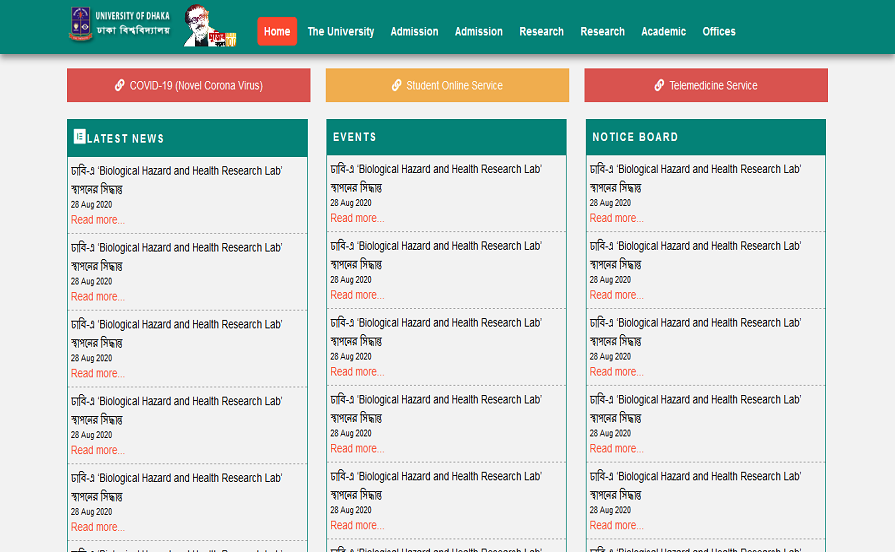 UNIVERSITY OF DHAKA
ঢাকা বিশ্ববিদ্যালয়
Home
The University
Admission
Admission
Research
Research
Academic
Offices
COVID-19 (Novel Corona Virus)
Student Online Service
Telemedicine Service
LATEST NEWS
ঢাবি-এ 'Biological Hazard and Health Research Lab'
স্থাপনের সিদ্ধান্ত
28 Aug 2020
Read more...
ঢাবি-এ 'Biological Hazard and Health Research Lab'
স্থাপনের সিদ্ধান্ত
28 Aug 2020
Read more...
ঢাবি-এ 'Biological Hazard and Health Research Lab'
স্থাপনের সিদ্ধান্ত
28 Aug 2020
Read more...
ঢাবি-এ 'Biological Hazard and Health Research Lab'
স্থাপনের সিদ্ধান্ত
28 Aug 2020
Read more...
ঢাবি-এ 'Biological Hazard and Health Research Lab'
স্থাপনের সিদ্ধান্ত
28 Aug 2020
Read more...
EVENTS
ঢাবি-এ 'Biological Hazard and Health Research Lab'
স্থাপনের সিদ্ধান্ত
28 Aug 2020
Read more...
ঢাবি-এ 'Biological Hazard and Health Research Lab'
স্থাপনের সিদ্ধান্ত
28 Aug 2020
Read more...
ঢাবি-এ 'Biological Hazard and Health Research Lab'
স্থাপনের সিদ্ধান্ত
28 Aug 2020
Read more...
ঢাবি-এ 'Biological Hazard and Health Research Lab'
স্থাপনের সিদ্ধান্ত
28 Aug 2020
Read more...
ঢাবি-এ 'Biological Hazard and Health Research Lab'
স্থাপনের সিদ্ধান্ত
28 Aug 2020
Read more...
NOTICE BOARD
ঢাবি-এ 'Biological Hazard and Health Research Lab'
স্থাপনের সিদ্ধান্ত
28 Aug 2020
Read more...
ঢাবি-এ 'Biological Hazard and Health Research Lab'
স্থাপনের সিদ্ধান্ত
28 Aug 2020
Read more...
ঢাবি-এ 'Biological Hazard and Health Research Lab'
স্থাপনের সিদ্ধান্ত
28 Aug 2020
Read more...
ঢাবি-এ 'Biological Hazard and Health Research Lab'
স্থাপনের সিদ্ধান্ত
28 Aug 2020
Read more...
ঢাবি-এ 'Biological Hazard and Health Research Lab'
স্থাপনের সিদ্ধান্ত
28 Aug 2020
Read more...